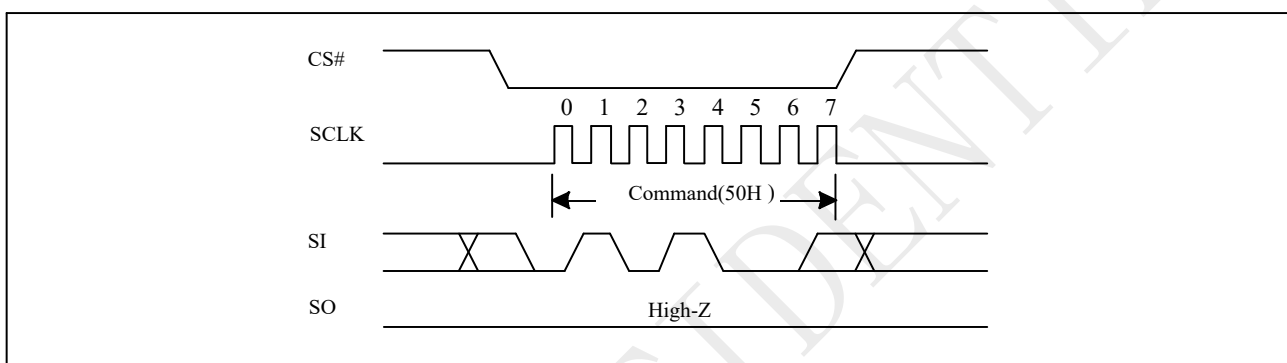 CS#
0 1 2 3 4 5 6 7
SCLK
Command(50H )
SI
SO
High-Z